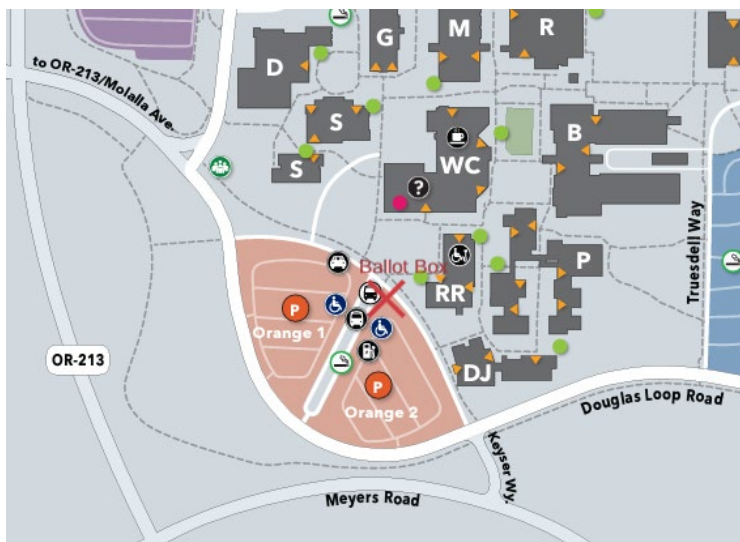 G
M
R
D
to OR-213/Molalla Ave.
S
B
WC
S
?
P
Truesdell Way
Ballot Box
RR
P
Orange 1
OR-213
DJ
P
Orange 2
Douglas Loop Road
Keyser Wy.
Meyers Road